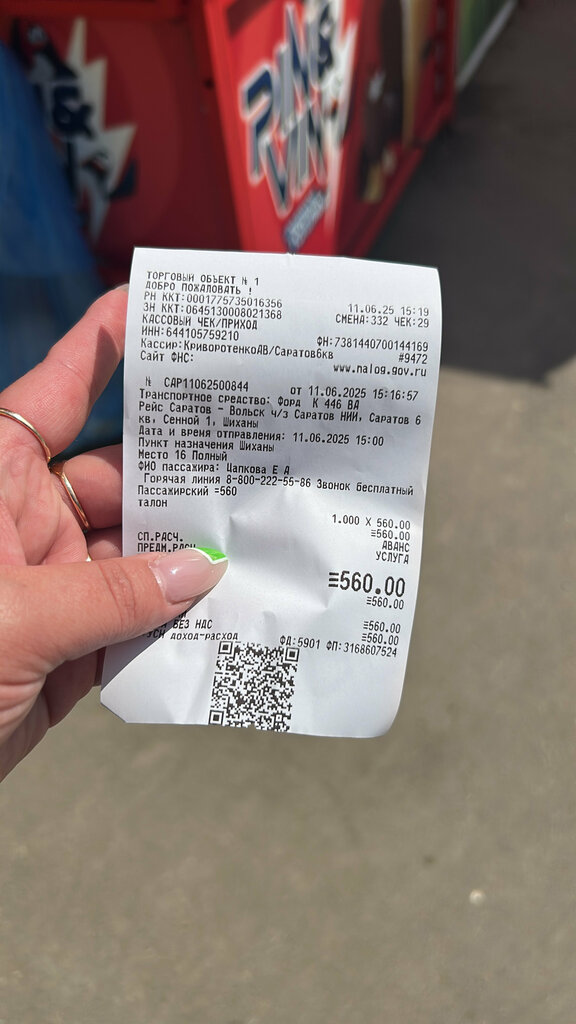 ТОРГОВЫЙ ОБЪЕКТ № 1
ДОБРО ПОЖАЛОВАТЬ !
РН ККТ:0001775735016356 11.06.25 15:19
ЗН ККТ:0645130008021368 СМЕНА:332 ЧЕК:29
КАССОВЫЙ ЧЕК/ПРИХОД
ИНН:644105759210 ФН:7381440700144169
Кассир:КриворотенкоАВ/Саратов6кв #9472
Сайт ФНС: www.nalog.gov.ru
№ САР11062500844 от 11.06.2025 15:16:57
Транспортное средство: Форд К 446 ВА
Рейс Саратов - Вольск ч/з Саратов НИИ, Саратов 6
кв, Сенной 1, Шиханы
Дата и время отправления: 11.06.2025 15:00
Пункт назначения Шиханы
Место 16 Полный
ФИО пассажира: Цапкова Е А
Горячая линия 8-800-222-55-86 Звонок бесплатный
Пассажирский =560
талон
1.000 X 560.00
≡560.00
СП.РАСЧ. АВАНС
ПРЕДМ.РАСЧ. УСЛУГА
≡560.00
≡560.00
≡560.00
БЕЗ НДС ≡560.00
УСН ДОХОД-РАСХОД ФД:5901 ФП:3168607524